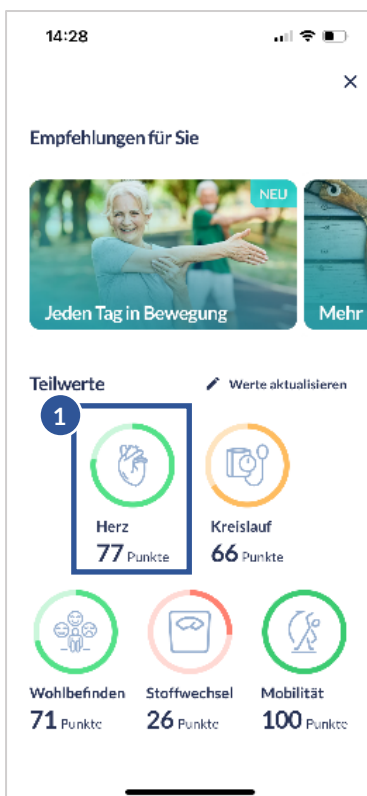 14:28
Empfehlungen für Sie
NEU
Jeden Tag in Bewegung
Mehr
Teilwerte
Werte aktualisieren
1
Herz
Kreislauf
77 Punkte
66 Punkte
Wohlbefinden
Stoffwechsel
Mobilität
71 Punkte
26 Punkte
100 Punkte